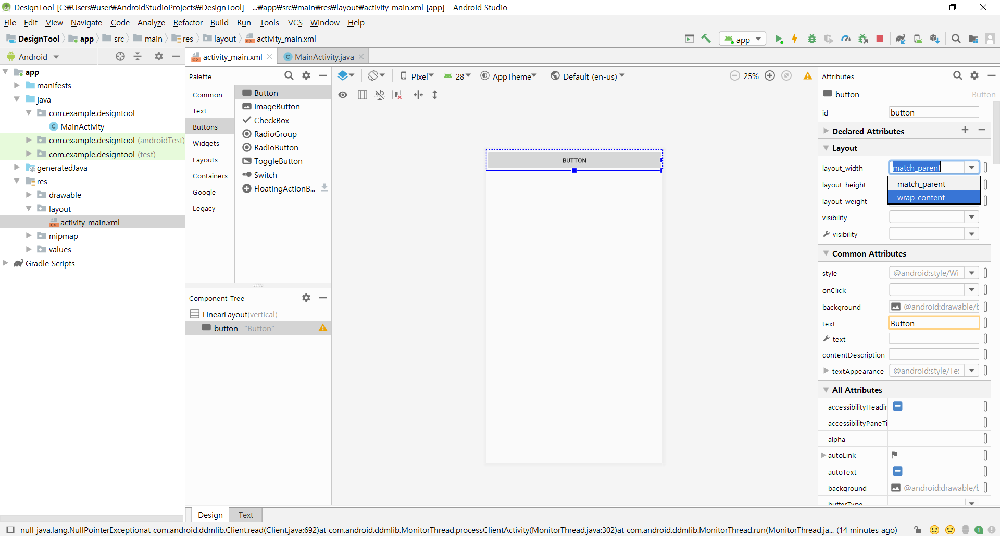 DesignTool [C:₩Users₩user₩AndroidStudioProjects₩DesignTool] - ...₩app₩src₩main₩res₩layout₩activity_main.xml [app] - Android Studio
File Edit View Navigate Code Analyze Refactor Build Run Tools VCS Window Help
DesignTool app src main res layout activity_main.xml app
Android
activity_main.xml MainActivity.java
app
manifests
java
com.example.designtool
MainActivity
com.example.designtool (androidTest)
com.example.designtool (test)
generatedJava
res
drawable
layout
activity_main.xml
mipmap
values
Gradle Scripts
Palette
Common
Text
Buttons
Widgets
Layouts
Containers
Google
Legacy
Button
ImageButton
CheckBox
RadioGroup
RadioButton
ToggleButton
Switch
FloatingActionB...
Component Tree
LinearLayout(vertical)
button- "Button"
Pixel 28 AppTheme Default (en-us) 25%
BUTTON
Attributes
button Button
id button
Declared Attributes
Layout
layout_width match_parent
match_parent
wrap_content
layout_height
layout_weight
visibility
visibility
Common Attributes
style @android:style/Wi
onClick
background @android:drawable/b
text Button
text
contentDescription
textAppearance @android:style/Te:
All Attributes
accessibilityHeadin
accessibilityPaneTi
alpha
autoLink
autoText
background @android:drawable/b
bufferType
Design Text
null java.lang.NullPointerExceptionat com.android.ddmlib.Client.read(Client.java:692)at com.android.ddmlib.MonitorThread.processClientActivity(MonitorThread.java:302)at com.android.ddmlib.MonitorThread.run(MonitorThread.ja... (14 minutes ago) 1